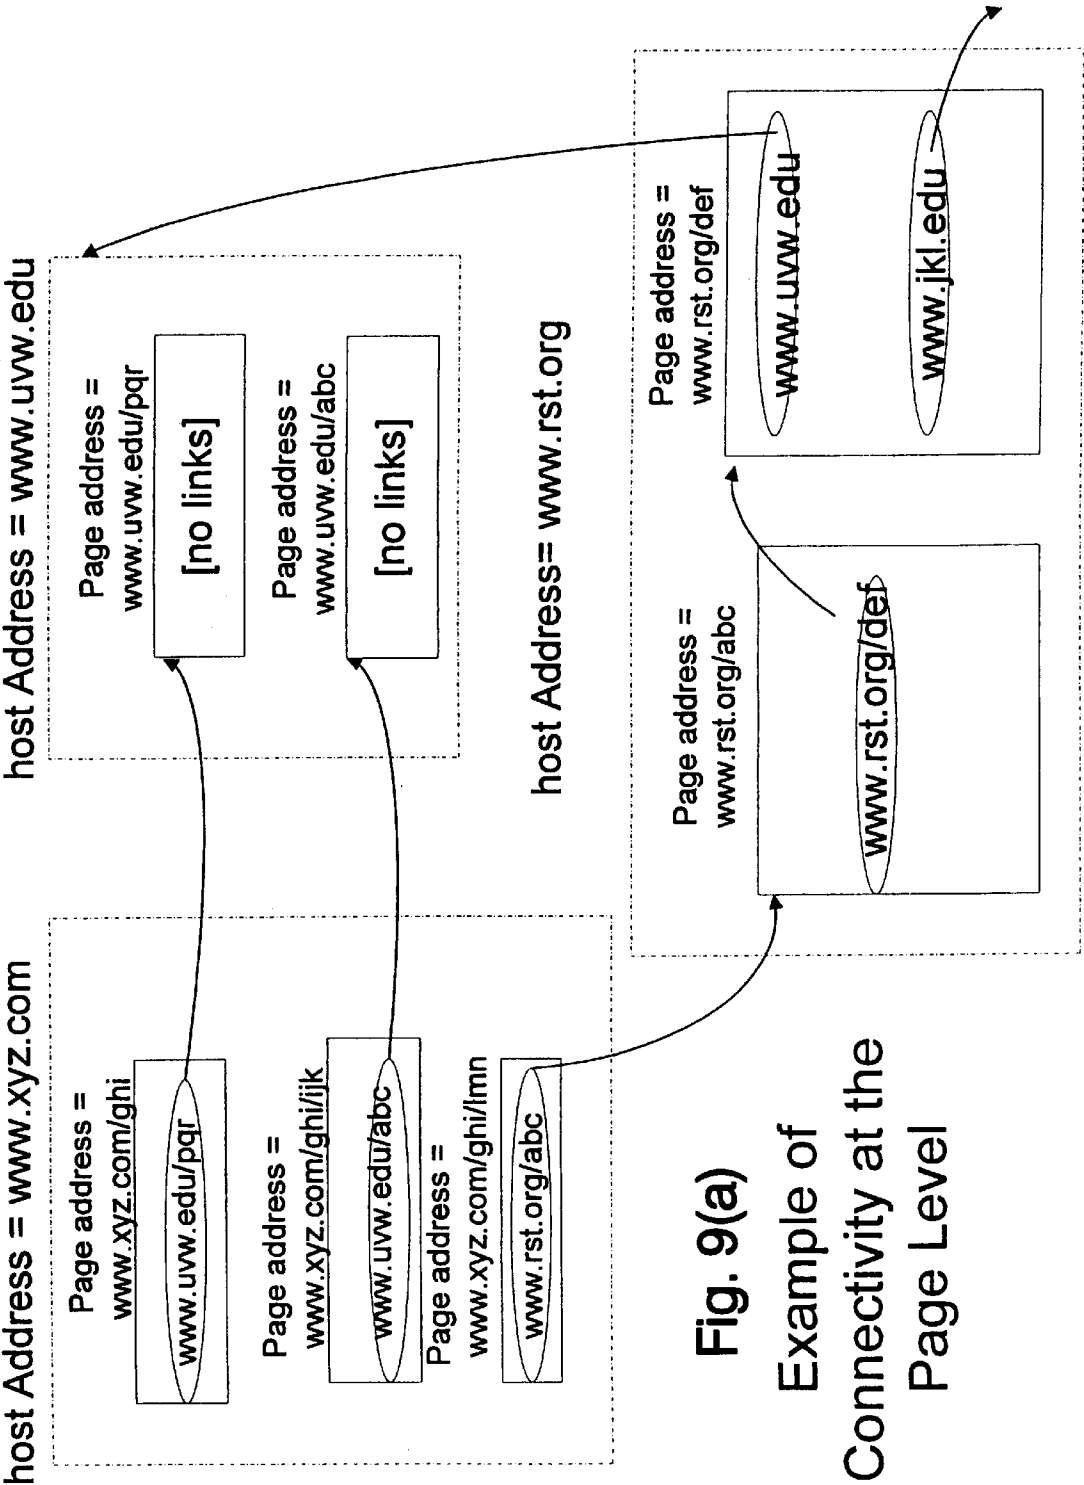 host Address = www.xyz.com
Page address =
www.xyz.com/ghi
www.uvw.edu/pqr
Page address =
www.xyz.com/ghi/ijk
www.uvw.edu/abc
Page address =
www.xyz.com/ghi/lmn
www.rst.org/abc
host Address = www.uvw.edu
Page address =
www.uvw.edu/pqr
[no links]
Page address =
www.uvw.edu/abc
[no links]
host Address= www.rst.org
Page address =
www.rst.org/abc
www.rst.org/def
Page address =
www.rst.org/def
www.uvw.edu
www.jkl.edu
Fig. 9(a)
Example of
Connectivity at the
Page Level